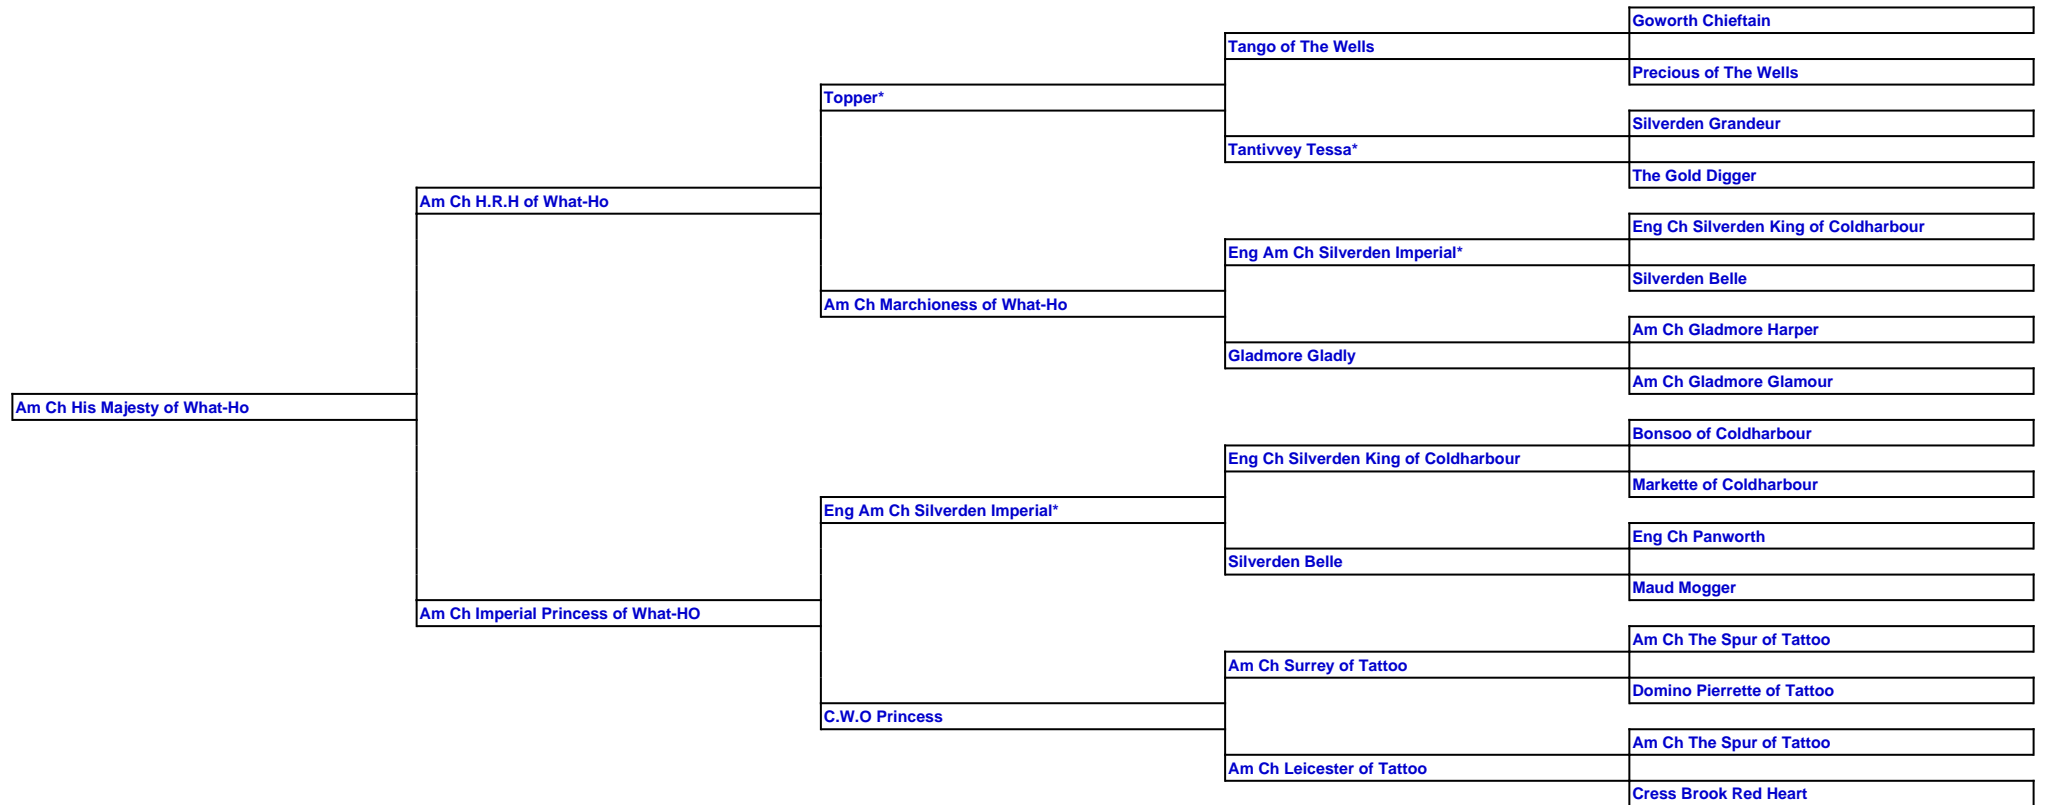 Goworth Chieftain
Tango of The Wells
Precious of The Wells
Topper*
Silverden Grandeur
Tantivvey Tessa*
The Gold Digger
Am Ch H.R.H of What-Ho
Eng Ch Silverden King of Coldharbour
Eng Am Ch Silverden Imperial*
Silverden Belle
Am Ch Marchioness of What-Ho
Am Ch Gladmore Harper
Gladmore Gladly
Am Ch Gladmore Glamour
Am Ch His Majesty of What-Ho
Bonsoo of Coldharbour
Eng Ch Silverden King of Coldharbour
Markette of Coldharbour
Eng Am Ch Silverden Imperial*
Eng Ch Panworth
Silverden Belle
Maud Mogger
Am Ch Imperial Princess of What-HO
Am Ch The Spur of Tattoo
Am Ch Surrey of Tattoo
Domino Pierrette of Tattoo
C.W.O Princess
Am Ch The Spur of Tattoo
Am Ch Leicester of Tattoo
Cress Brook Red Heart